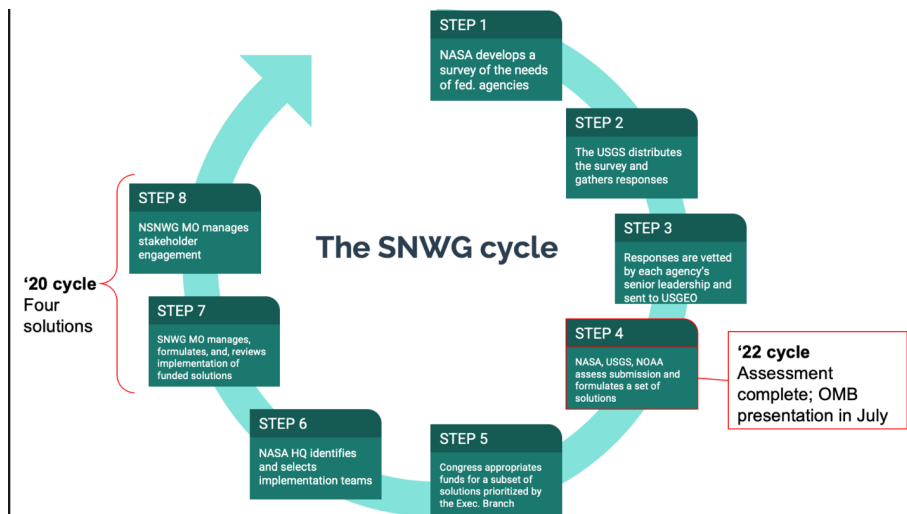 STEP 1
NASA develops a
survey of the needs
of fed. agencies
STEP 2
The USGS distributes
the survey and
gathers responses
STEP 3
Responses are vetted
by each agency's
senior leadership and
sent to USGEO
STEP 4
NASA, USGS, NOAA
assess submission and
formulates a set of
solutions
'22 cycle
Assessment
complete; OMB
presentation in July
STEP 5
Congress appropriates
funds for a subset of
solutions prioritized by
the Exec. Branch
STEP 6
NASA HQ identifies
and selects
implementation teams
STEP 7
SNWG MO manages,
formulates, and, reviews
implementation of
funded solutions
STEP 8
NSNWG MO manages
stakeholder
engagement
'20 cycle
Four
solutions
The SNWG cycle